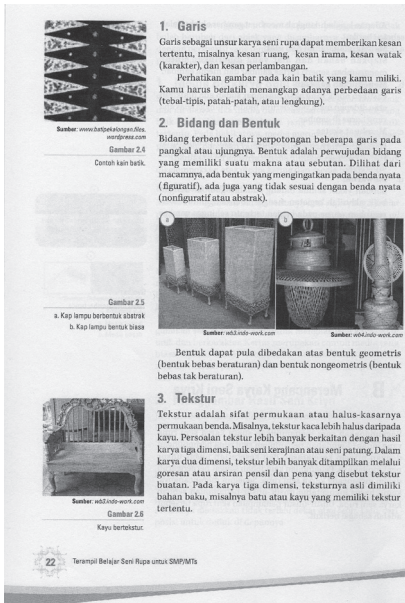 1. Garis
Garis sebagai unsur karya seni rupa dapat memberikan kesan
tertentu, misalnya kesan ruang, kesan irama, kesan watak
(karakter), dan kesan perlambangan.
Perhatikan gambar pada kain batik yang kamu miliki.
Kamu harus berlatih menangkap adanya perbedaan garis
(tebal-tipis, patah-patah, atau lengkung).
Sumber: www.batipekalongan.files.
wordpress.com
Gambar 2.4
Contoh kain batik.
2. Bidang dan Bentuk
Bidang terbentuk dari perpotongan beberapa garis pada
pangkal atau ujungnya. Bentuk adalah perwujudan bidang
yang memiliki suatu makna atau sebutan. Dilihat dari
macamnya, ada bentuk yang mengingatkan pada benda nyata
(figuratif), ada juga yang tidak sesuai dengan benda nyata
(nonfiguratif atau abstrak).
a
b
Gambar 2.5
a. Kap lampu berbentuk abstrak
b. Kap lampu bentuk biasa
Sumber: wb3.indo-work.com
Sumber: wb4.indo-work.com
Bentuk dapat pula dibedakan atas bentuk geometris
(bentuk bebas beraturan) dan bentuk nongeometris (bentuk
bebas tak beraturan).
3. Tekstur
Tekstur adalah sifat permukaan atau halus-kasarnya
permukaan benda. Misalnya, tekstur kaca lebih halus daripada
kayu. Persoalan tekstur lebih banyak berkaitan dengan hasil
karya tiga dimensi, baik seni kerajinan atau seni patung. Dalam
karya dua dimensi, tekstur lebih banyak ditampilkan melalui
goresan atau arsiran pensil dan pena yang disebut tekstur
buatan. Pada karya tiga dimensi, teksturnya asli dimiliki
bahan baku, misalnya batu atau kayu yang memiliki tekstur
tertentu.
Sumber: wb3.indo-work.com
Gambar 2.6
Kayu bertekstur.
22
Terampil Belajar Seni Rupa untuk SMP/MTs